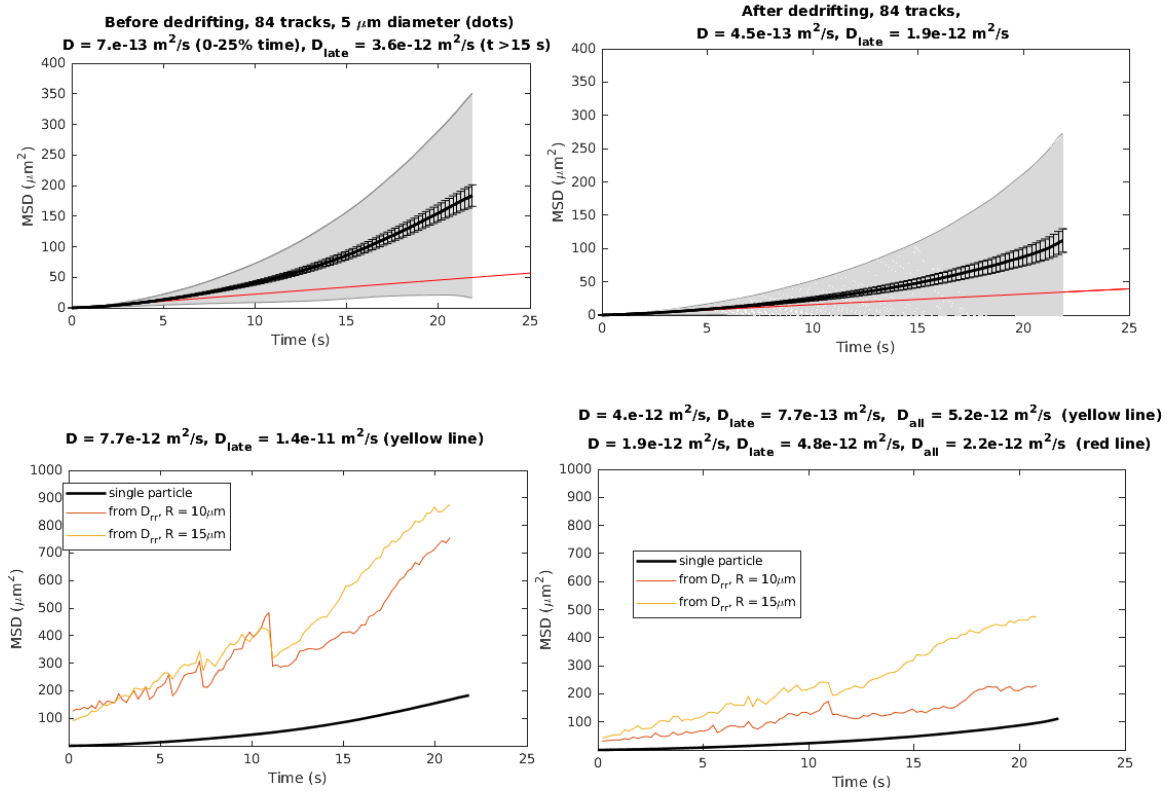 Before dedrifting, 84 tracks, 5 μm diameter (dots)
D = 7.e-13 m²/s (0-25% time), D_late = 3.6e-12 m²/s (t >15 s)
400
350
300
250
200
150
100
50
0
MSD (μm²)
0 5 10 15 20 25
Time (s)
After dedrifting, 84 tracks,
D = 4.5e-13 m²/s, D_late = 1.9e-12 m²/s
400
350
300
250
200
150
100
50
0
MSD (μm²)
0 5 10 15 20 25
Time (s)
D = 7.7e-12 m²/s, D_late = 1.4e-11 m²/s (yellow line)
1000
900
800
700
600
500
400
300
200
100
MSD (μm²)
single particle
from D_rr, R = 10μm
from D_rr, R = 15μm
0 5 10 15 20 25
Time (s)
D = 4.e-12 m²/s, D_late = 7.7e-13 m²/s, D_all = 5.2e-12 m²/s (yellow line)
D = 1.9e-12 m²/s, D_late = 4.8e-12 m²/s, D_all = 2.2e-12 m²/s (red line)
1000
900
800
700
600
500
400
300
200
100
MSD (μm²)
single particle
from D_rr, R = 10μm
from D_rr, R = 15μm
0 5 10 15 20 25
Time (s)